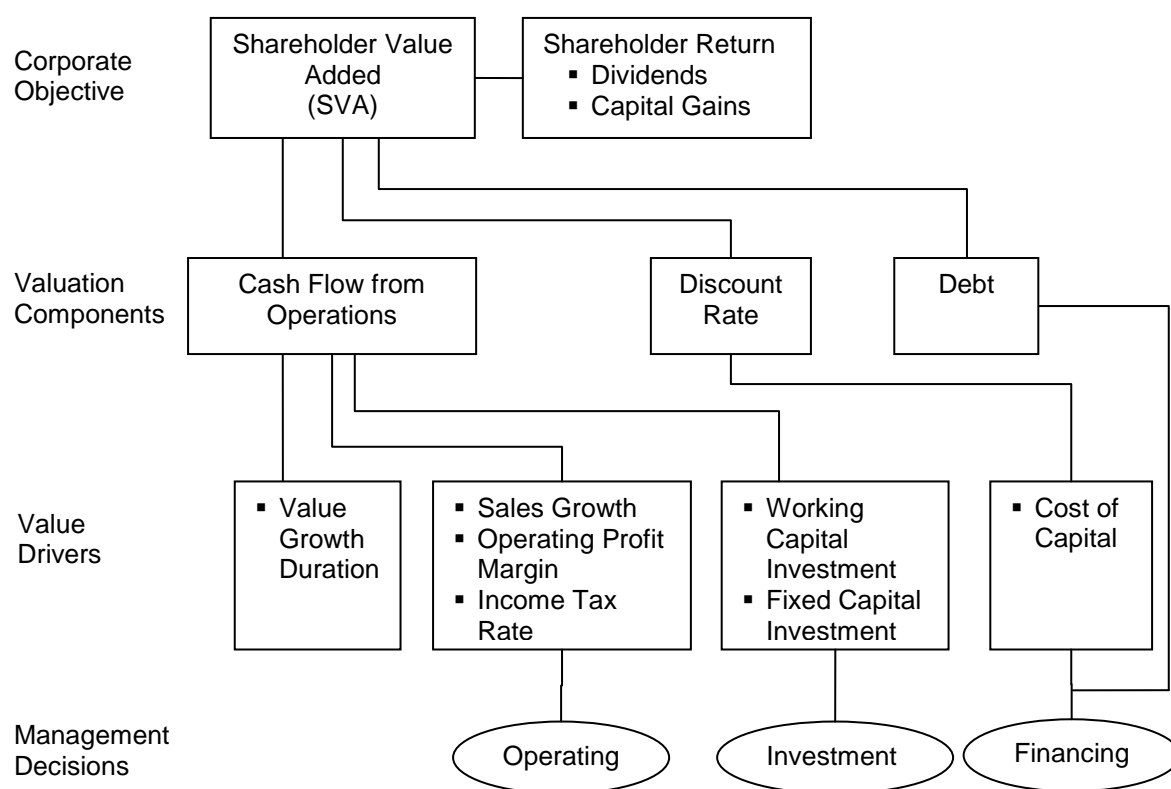 Corporate
Objective
Shareholder Value
Added
(SVA)
Shareholder Return
▪ Dividends
▪ Capital Gains
Valuation
Components
Cash Flow from
Operations
Discount
Rate
Debt
Value
Drivers
▪ Value
Growth
Duration
▪ Sales Growth
▪ Operating Profit
Margin
▪ Income Tax
Rate
▪ Working
Capital
Investment
▪ Fixed Capital
Investment
▪ Cost of
Capital
Management
Decisions
Operating
Investment
Financing